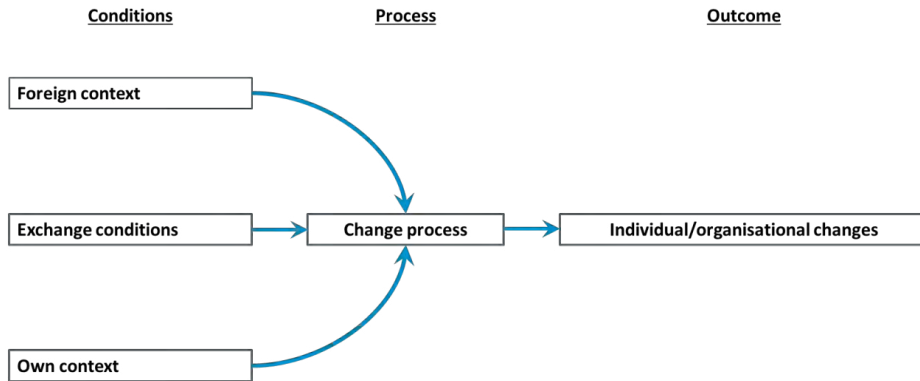 Conditions
Process
Outcome
Foreign context
Exchange conditions
Change process
Individual/organisational changes
Own context